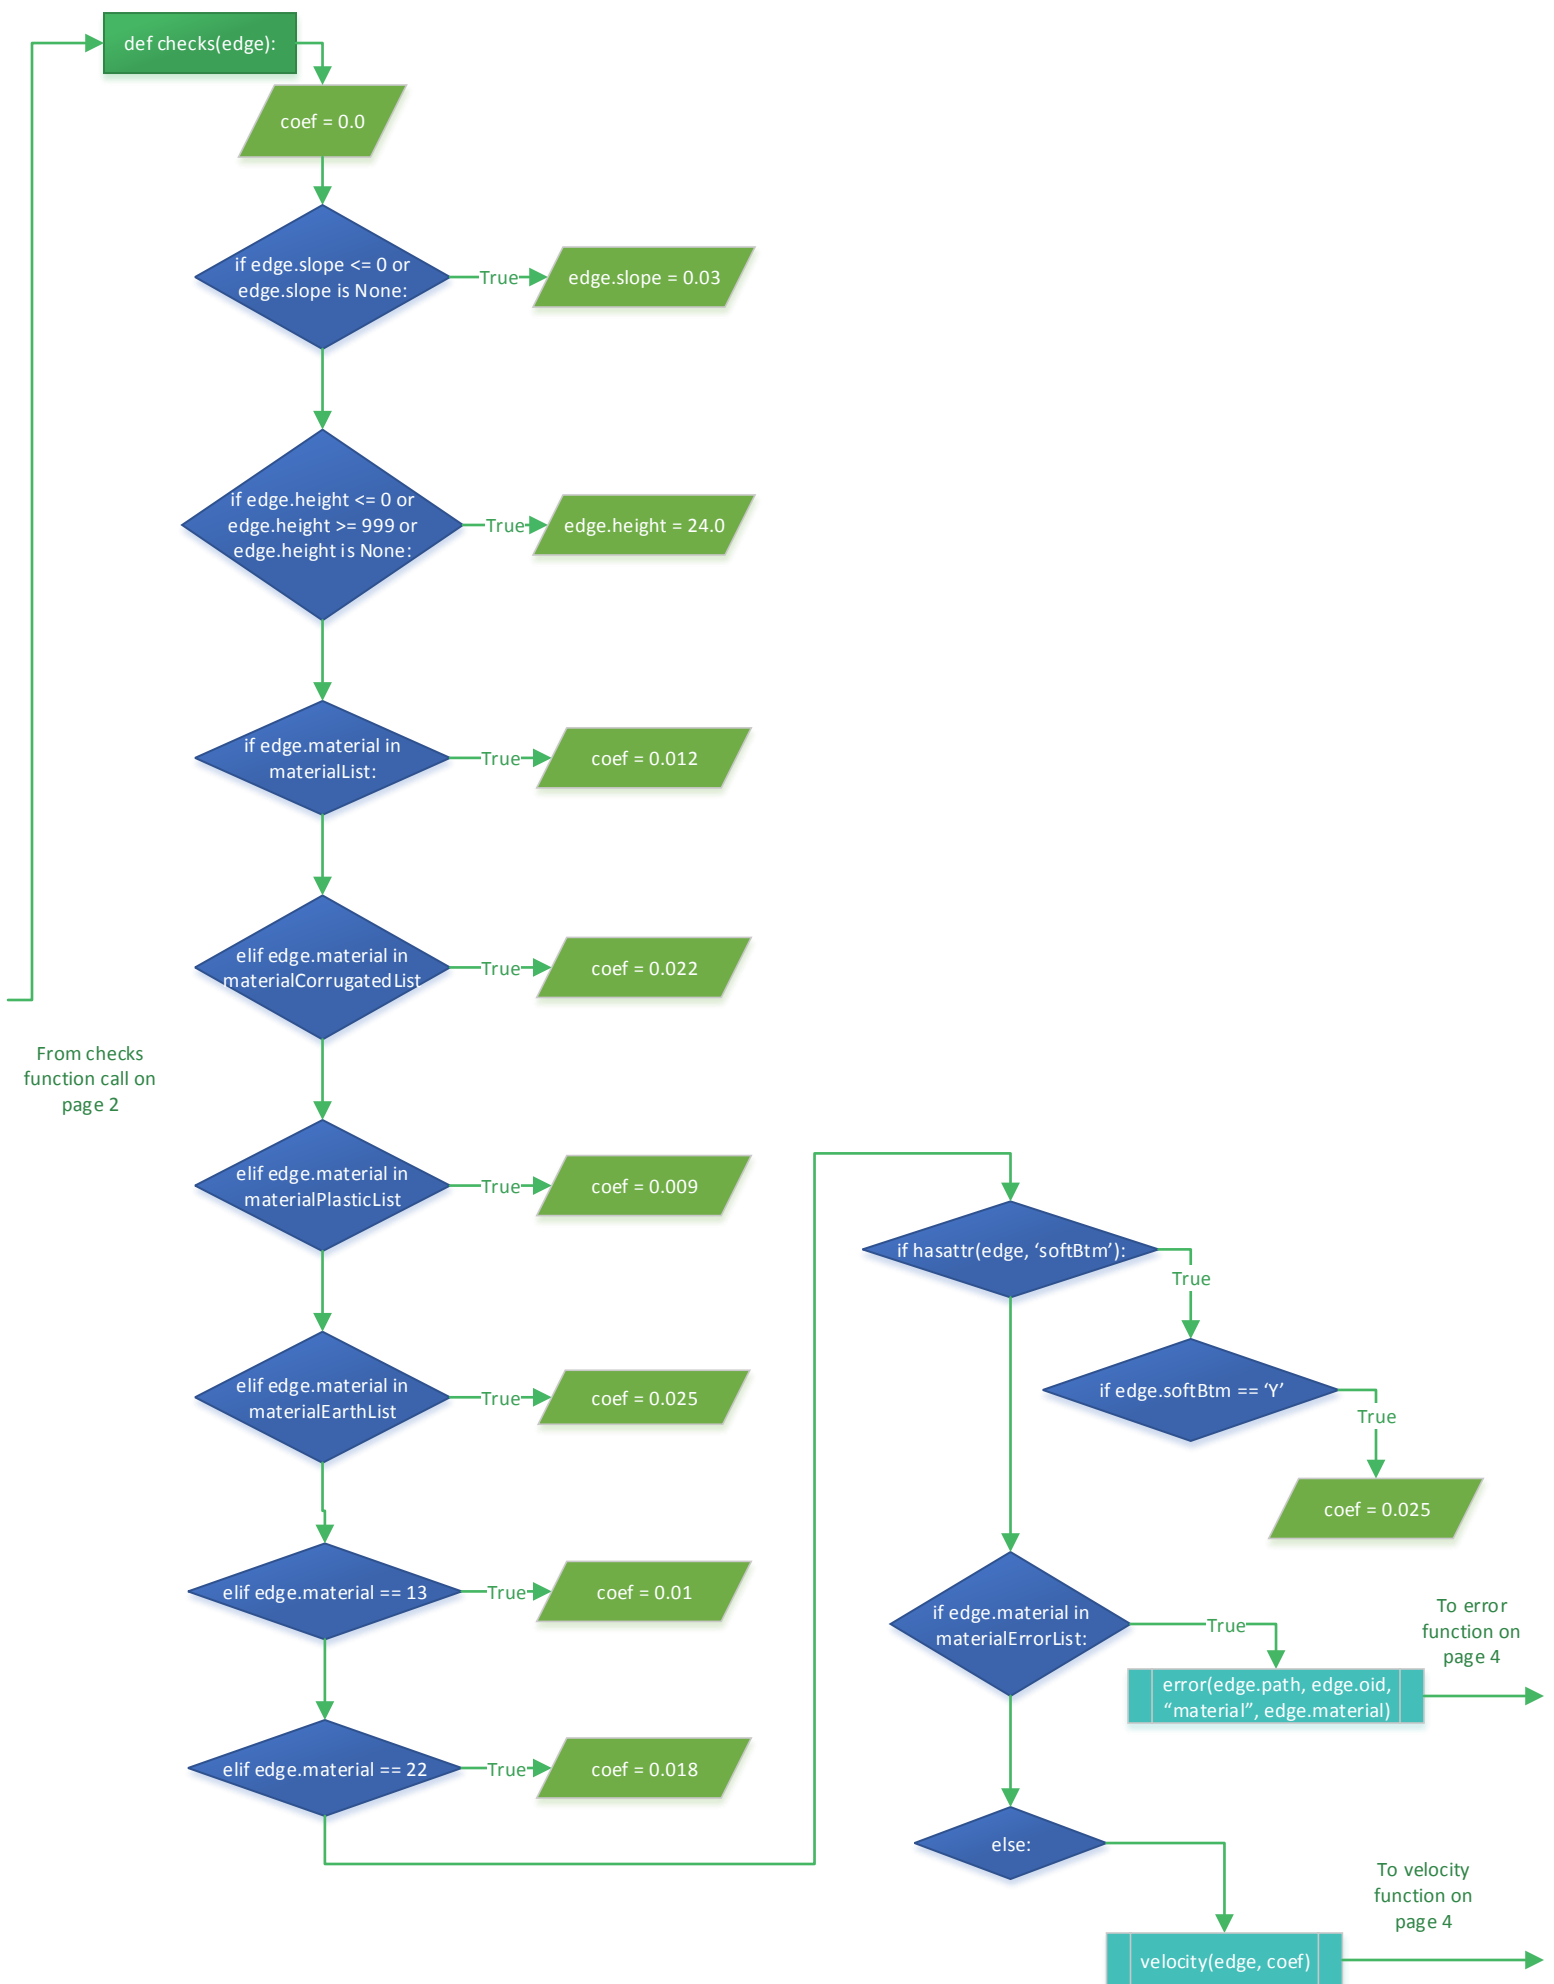 def checks(edge):
coef = 0.0
if edge.slope <= 0 or
edge.slope is None:
True
edge.slope = 0.03
if edge.height <= 0 or
edge.height >= 999 or
edge.height is None:
True
edge.height = 24.0
if edge.material in
materialList:
True
coef = 0.012
elif edge.material in
materialCorrugatedList
True
coef = 0.022
From checks
function call on
page 2
elif edge.material in
materialPlasticList
True
coef = 0.009
elif edge.material in
materialEarthList
True
coef = 0.025
elif edge.material == 13
True
coef = 0.01
elif edge.material == 22
True
coef = 0.018
if hasattr(edge, ‘softBtm’):
True
if edge.softBtm == ‘Y’
True
coef = 0.025
if edge.material in
materialErrorList:
True
error(edge.path, edge.oid,
“material”, edge.material)
To error
function on
page 4
else:
velocity(edge, coef)
To velocity
function on
page 4